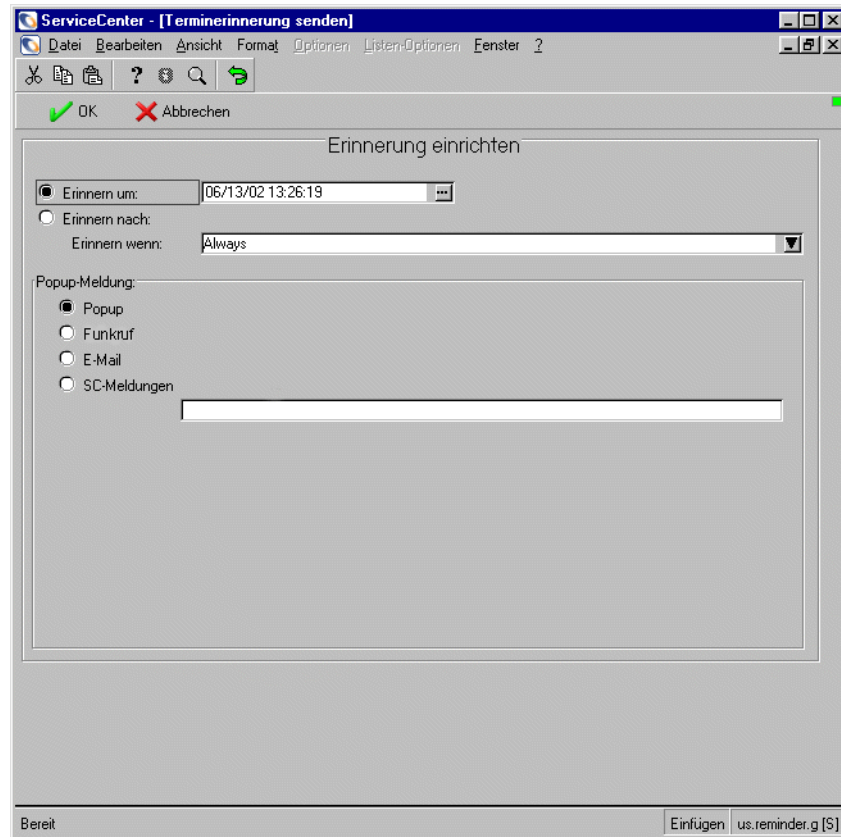 ServiceCenter - [Terminerinnerung senden]
Datei Bearbeiten Ansicht Format Optionen Listen-Optionen Fenster ?
OK Abbrechen
Erinnerung einrichten
Erinnern um: 06/13/02 13:26:19
Erinnern nach:
Erinnern wenn: Always
Popup-Meldung:
Popup
Funkruf
E-Mail
SC-Meldungen
Bereit Einfügen us.reminder.g [S]